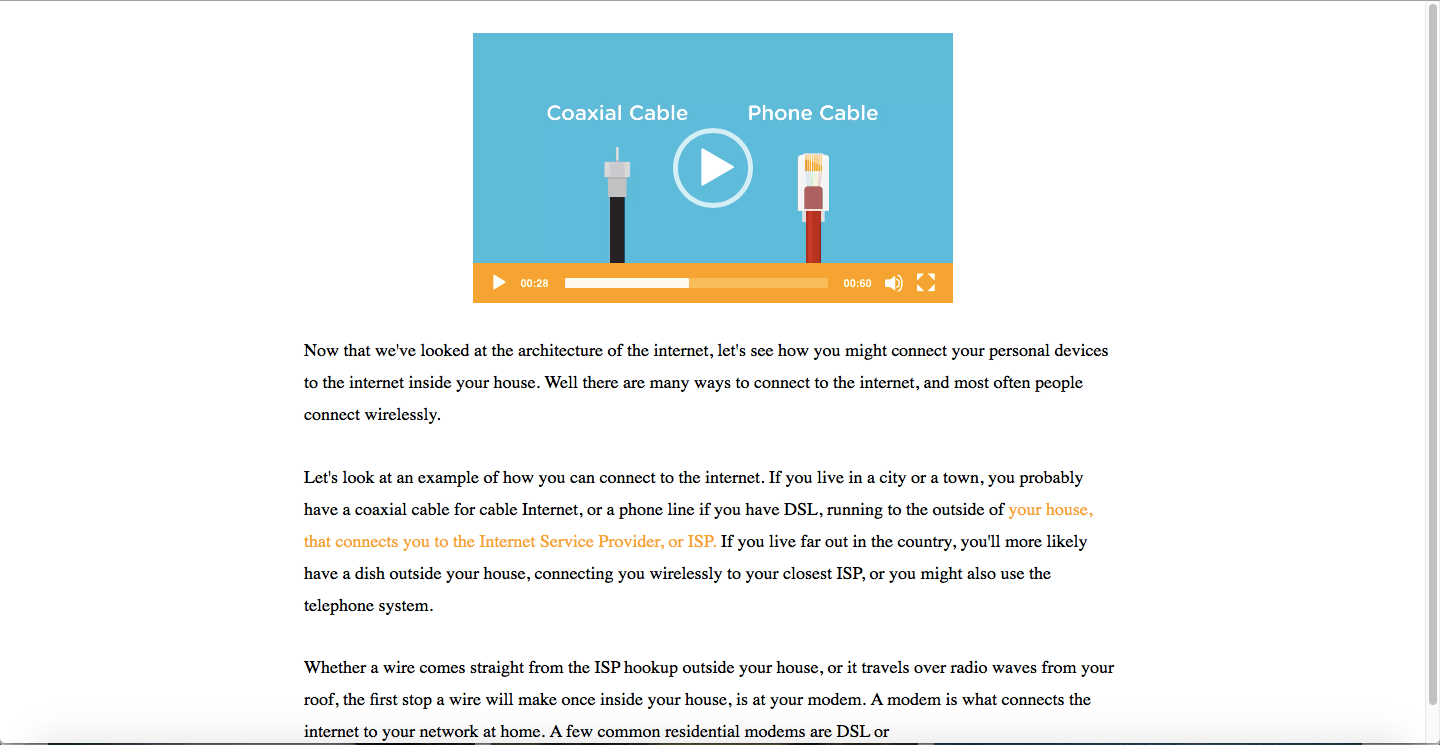 Coaxial Cable
Phone Cable
00:28
00:60
Now that we've looked at the architecture of the internet, let's see how you might connect your personal devices
to the internet inside your house. Well there are many ways to connect to the internet, and most often people
connect wirelessly.
Let's look at an example of how you can connect to the internet. If you live in a city or a town, you probably
have a coaxial cable for cable Internet, or a phone line if you have DSL, running to the outside of your house,
that connects you to the Internet Service Provider, or ISP. If you live far out in the country, you'll more likely
have a dish outside your house, connecting you wirelessly to your closest ISP, or you might also use the
telephone system.
Whether a wire comes straight from the ISP hookup outside your house, or it travels over radio waves from your
roof, the first stop a wire will make once inside your house, is at your modem. A modem is what connects the
internet to your network at home. A few common residential modems are DSL or